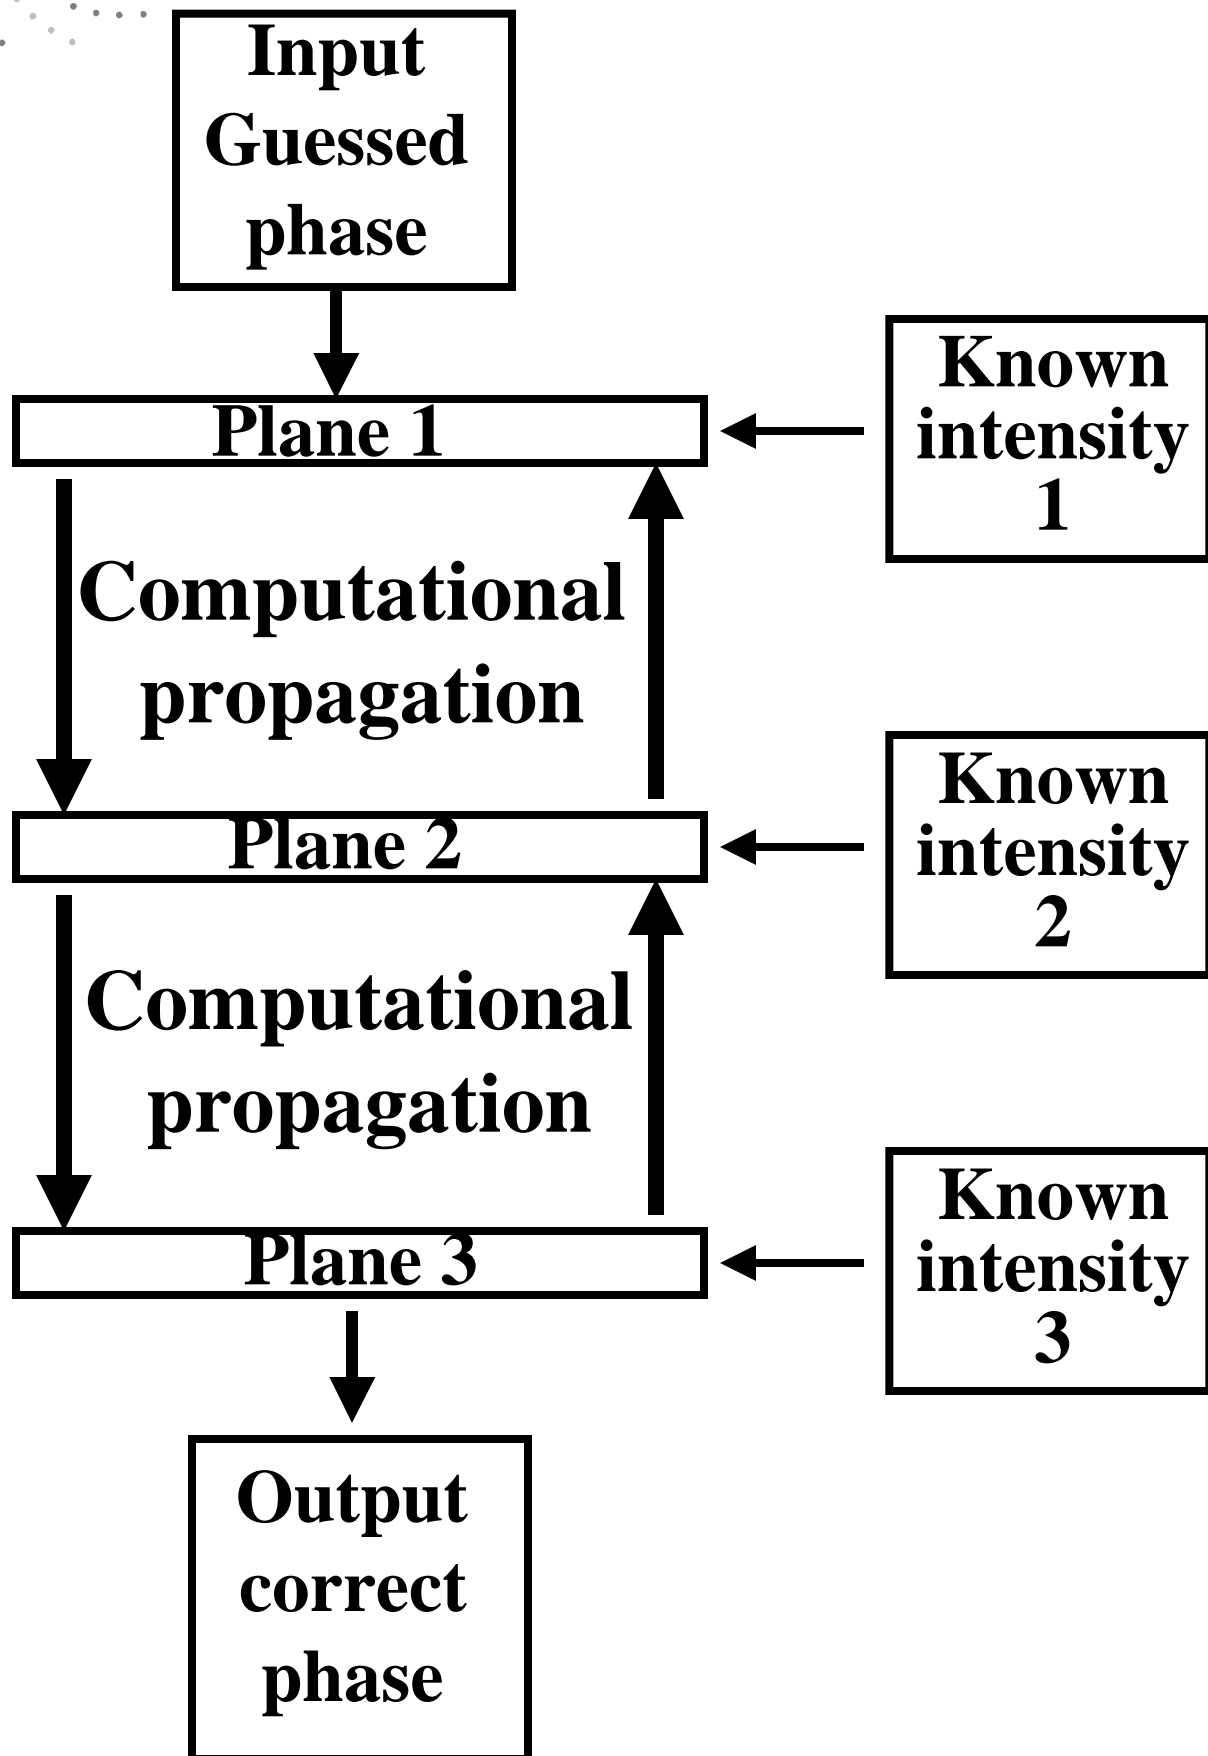 Input
Guessed
phase
Plane 1
Known
intensity
1
Computational
propagation
Plane 2
Known
intensity
2
Computational
propagation
Plane 3
Known
intensity
3
Output
correct
phase